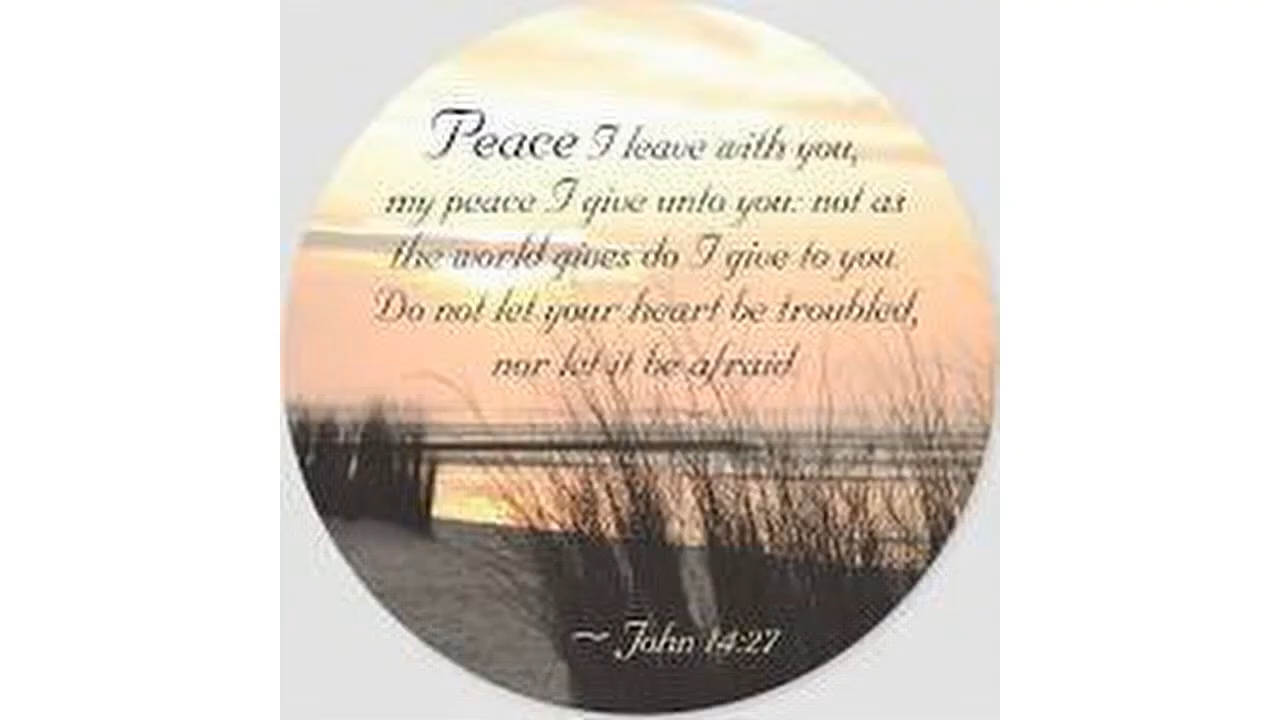 Peace I leave with you,
my peace I give unto you: not as
the world gives do I give to you.
Do not let your heart be troubled,
nor let it be afraid
~ John 14:27